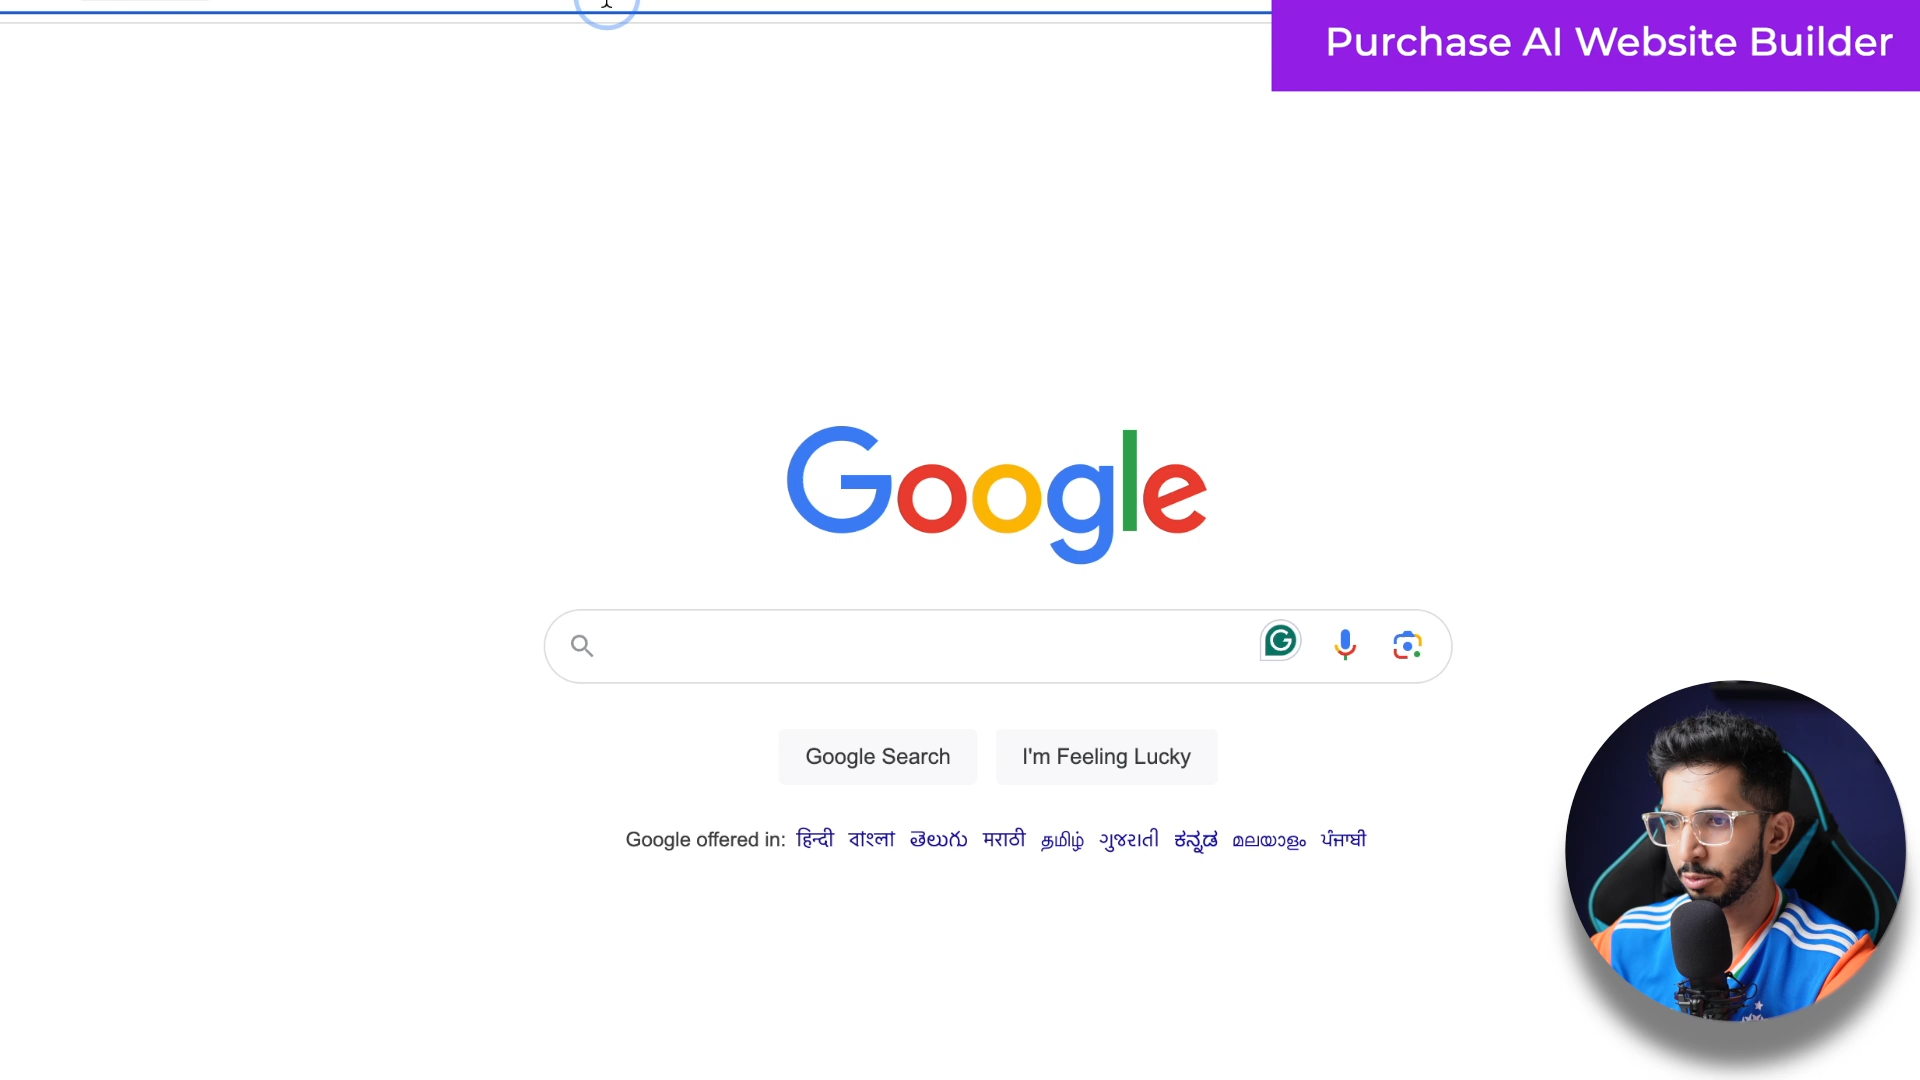 Purchase AI Website Builder
Google
Google Search
I'm Feeling Lucky
Google offered in: हिन्दी বাংলা తెలుగు मराठी தமிழ் ગુજરાતી ಕನ್ನಡ മലയാളം ਪੰਜਾਬੀ